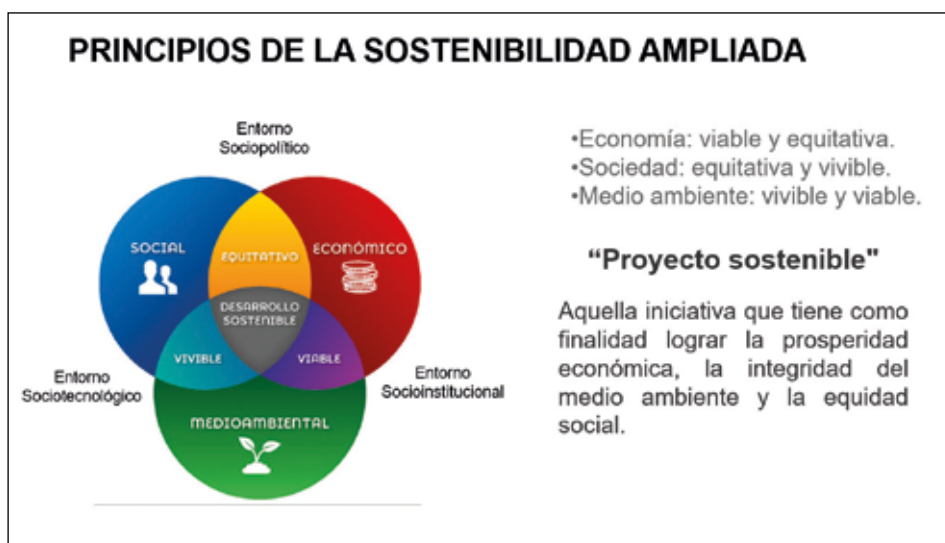 PRINCIPIOS DE LA SOSTENIBILIDAD AMPLIADA
Entorno
Sociopolítico
SOCIAL
EQUITATIVO
ECONÓMICO
DESARROLLO
SOSTENIBLE
VIVIBLE
VIABLE
Entorno
Sociotecnológico
Entorno
Socioinstitucional
MEDIOAMBIENTAL
•Economía: viable y equitativa.
•Sociedad: equitativa y vivible.
•Medio ambiente: vivible y viable.
“Proyecto sostenible"
Aquella iniciativa que tiene como
finalidad lograr la prosperidad
económica, la integridad del
medio ambiente y la equidad
social.